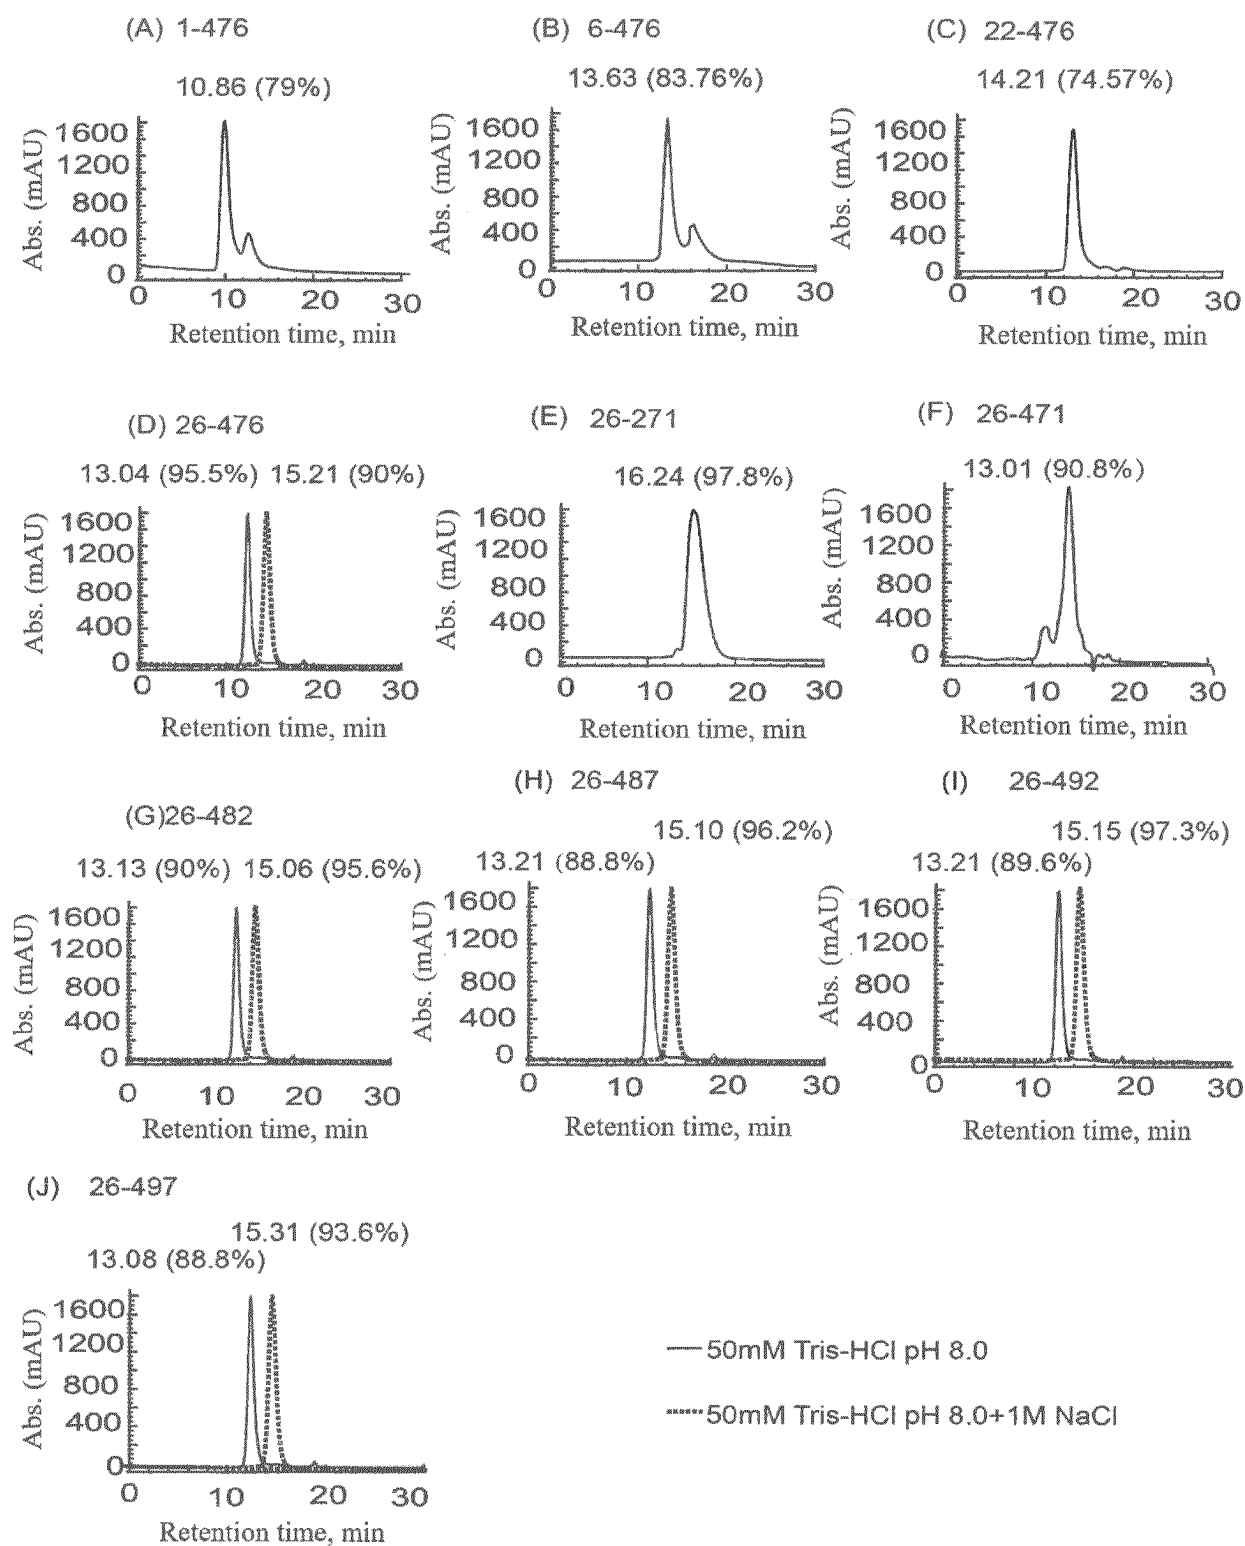 (A) 1-476
10.86 (79%)
Abs. (mAU)
1600
1200
800
400
0
0 10 20 30
Retention time, min
(B) 6-476
13.63 (83.76%)
Abs. (mAU)
1600
1200
800
400
0
0 10 20 30
Retention time, min
(C) 22-476
14.21 (74.57%)
Abs. (mAU)
1600
1200
800
400
0
0 10 20 30
Retention time, min
(D) 26-476
13.04 (95.5%) 15.21 (90%)
Abs. (mAU)
1600
1200
800
400
0
0 10 20 30
Retention time, min
(E) 26-271
16.24 (97.8%)
Abs. (mAU)
1600
1200
800
400
0
0 10 20 30
Retention time, min
(F) 26-471
13.01 (90.8%)
Abs. (mAU)
1600
1200
800
400
0
0 10 20 30
Retention time, min
(G)26-482
13.13 (90%) 15.06 (95.6%)
Abs. (mAU)
1600
1200
800
400
0
0 10 20 30
Retention time, min
(H) 26-487
15.10 (96.2%)
13.21 (88.8%)
Abs. (mAU)
1600
1200
800
400
0
0 10 20 30
Retention time, min
(I) 26-492
15.15 (97.3%)
13.21 (89.6%)
Abs. (mAU)
1600
1200
800
400
0
0 10 20 30
Retention time, min
(J) 26-497
15.31 (93.6%)
13.08 (88.8%)
Abs. (mAU)
1600
1200
800
400
0
0 10 20 30
Retention time, min
50mM Tris-HCl pH 8.0
50mM Tris-HCl pH 8.0+1M NaCl